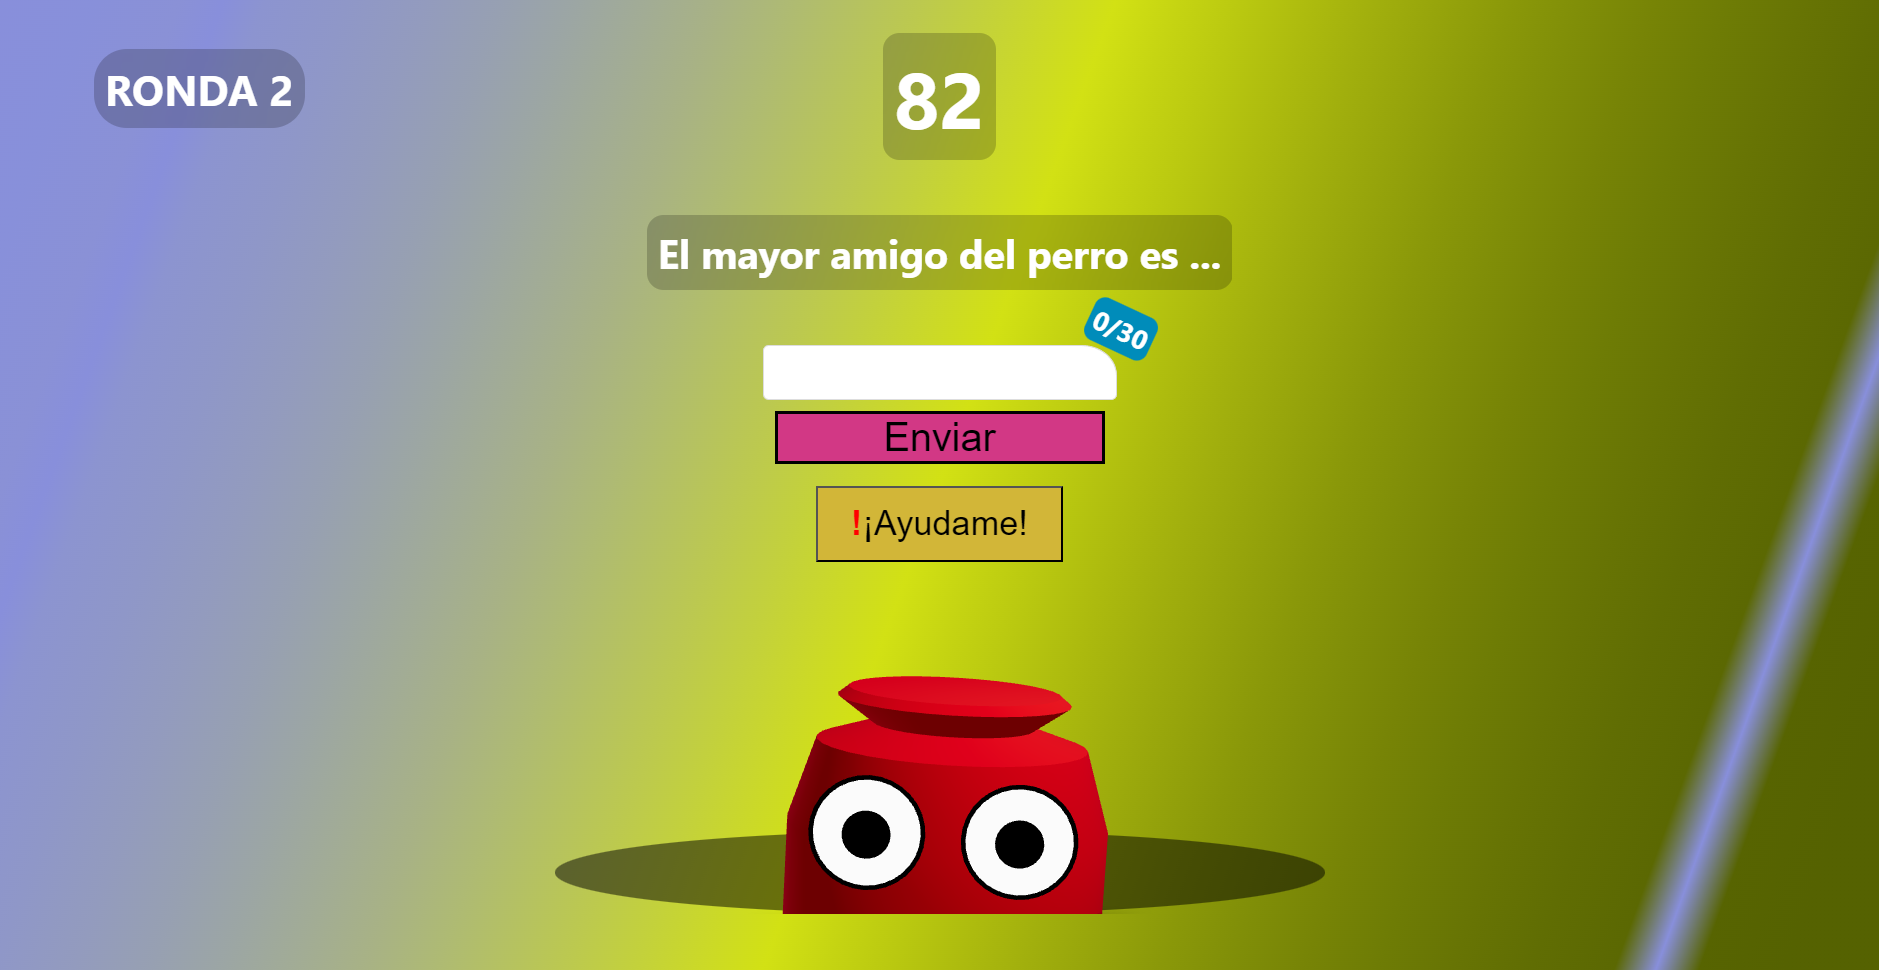 RONDA 2
82
El mayor amigo del perro es ...
0/30
Enviar
!¡Ayudame!